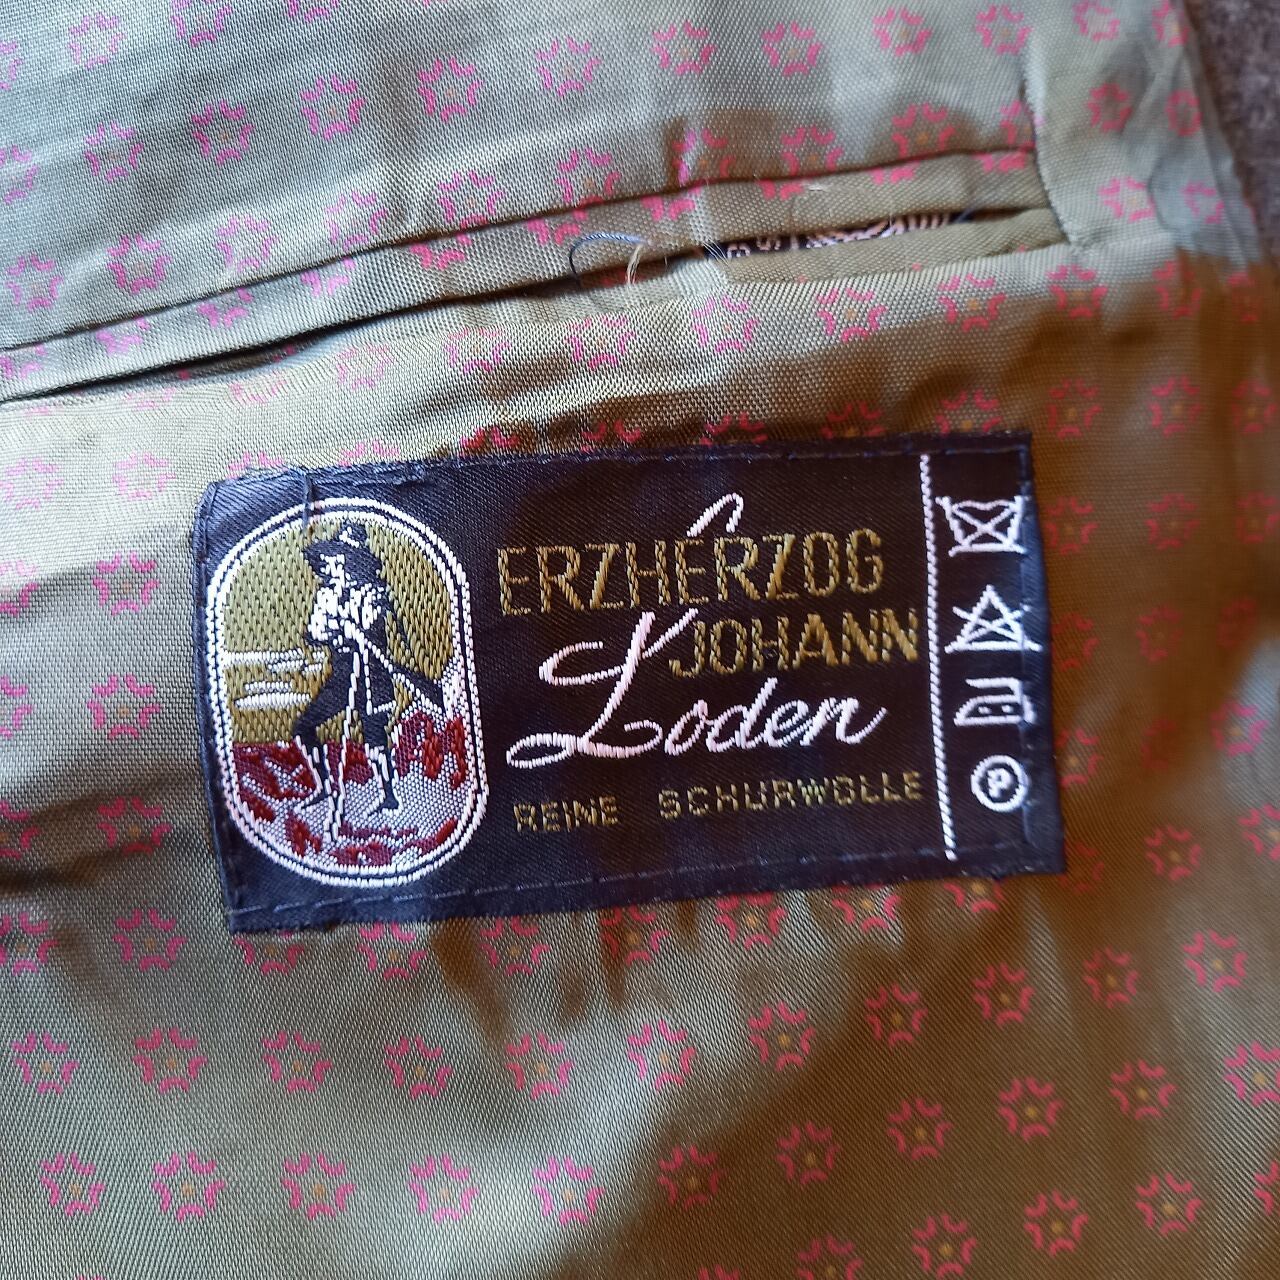 ERZHERZOG
JOHANN
Loden
REINE SCHURWOLLE
P